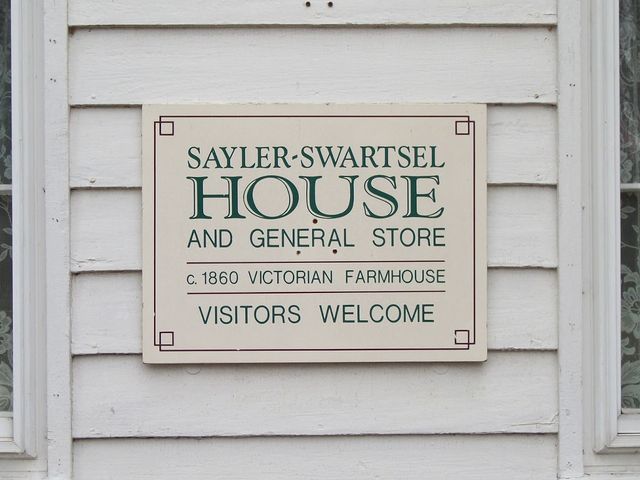 SAYLER-SWARTSEL
HOUSE
AND GENERAL STORE
c. 1860 VICTORIAN FARMHOUSE
VISITORS WELCOME